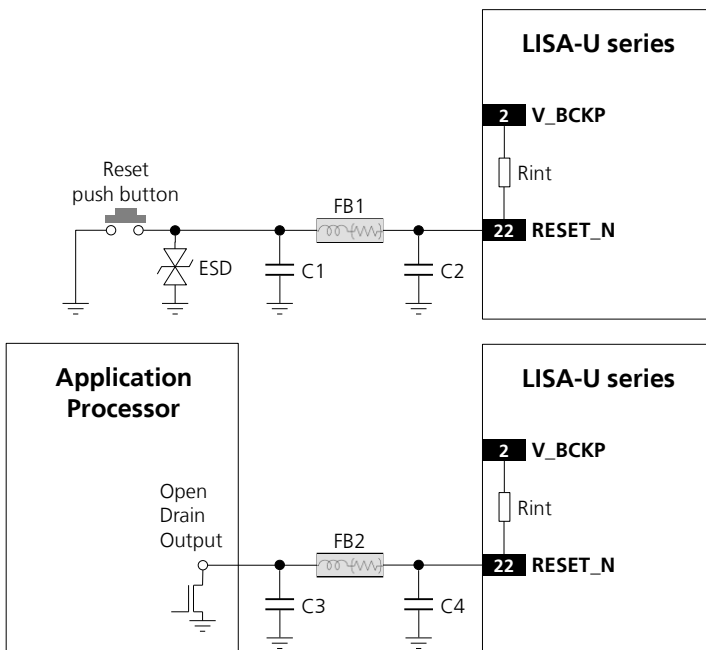 LISA-U series
2 V_BCKP
Rint
Reset
push button
FB1
22 RESET_N
ESD
C1
C2
Application
Processor
LISA-U series
2 V_BCKP
Open
Drain
Output
Rint
FB2
22 RESET_N
C3
C4